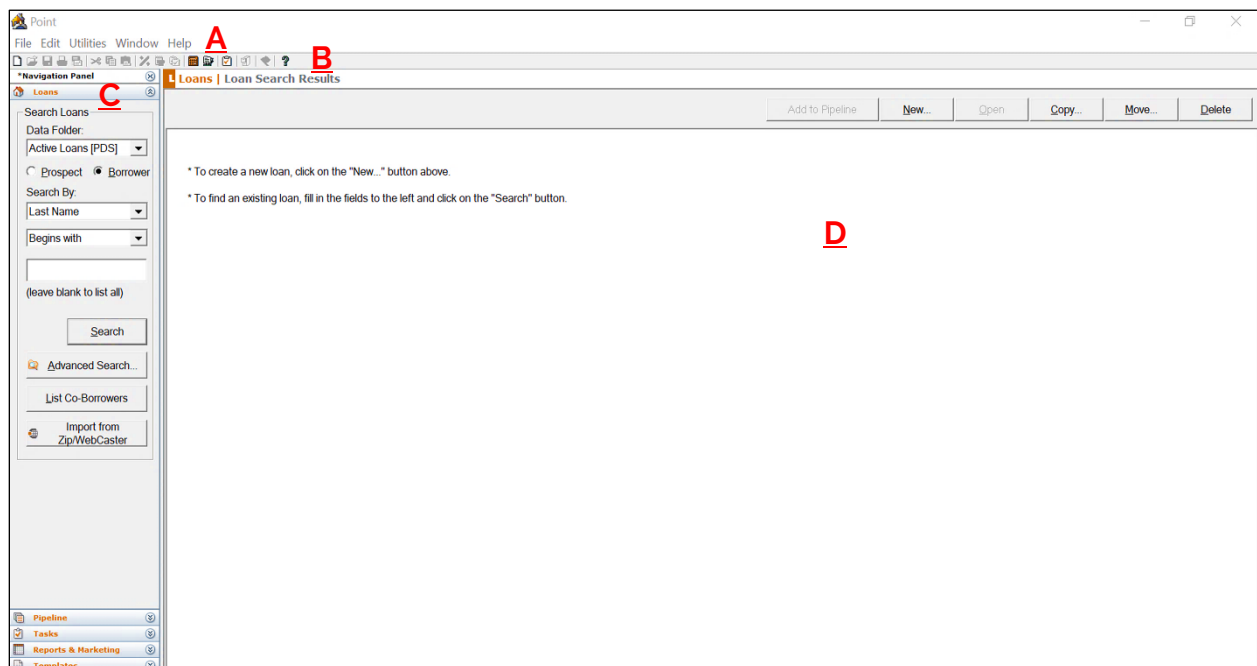 Point
File Edit Utilities Window Help
A
B
*Navigation Panel
L Loans | Loan Search Results
Loans
C
Search Loans
Add to Pipeline New... Open Copy... Move... Delete
Data Folder:
Active Loans [PDS]
Prospect Borrower
* To create a new loan, click on the "New..." button above.
Search By:
* To find an existing loan, fill in the fields to the left and click on the "Search" button.
Last Name
Begins with
D
(leave blank to list all)
Search
Advanced Search...
List Co-Borrowers
Import from
Zip/WebCaster
Pipeline
Tasks
Reports & Marketing
Templates